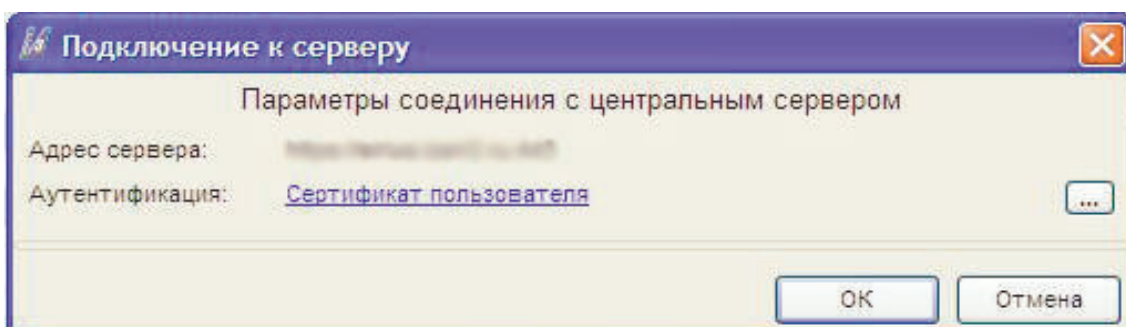 Подключение к серверу
Параметры соединения с центральным сервером
Адрес сервера:
Аутентификация: Сертификат пользователя ...
ОК Отмена